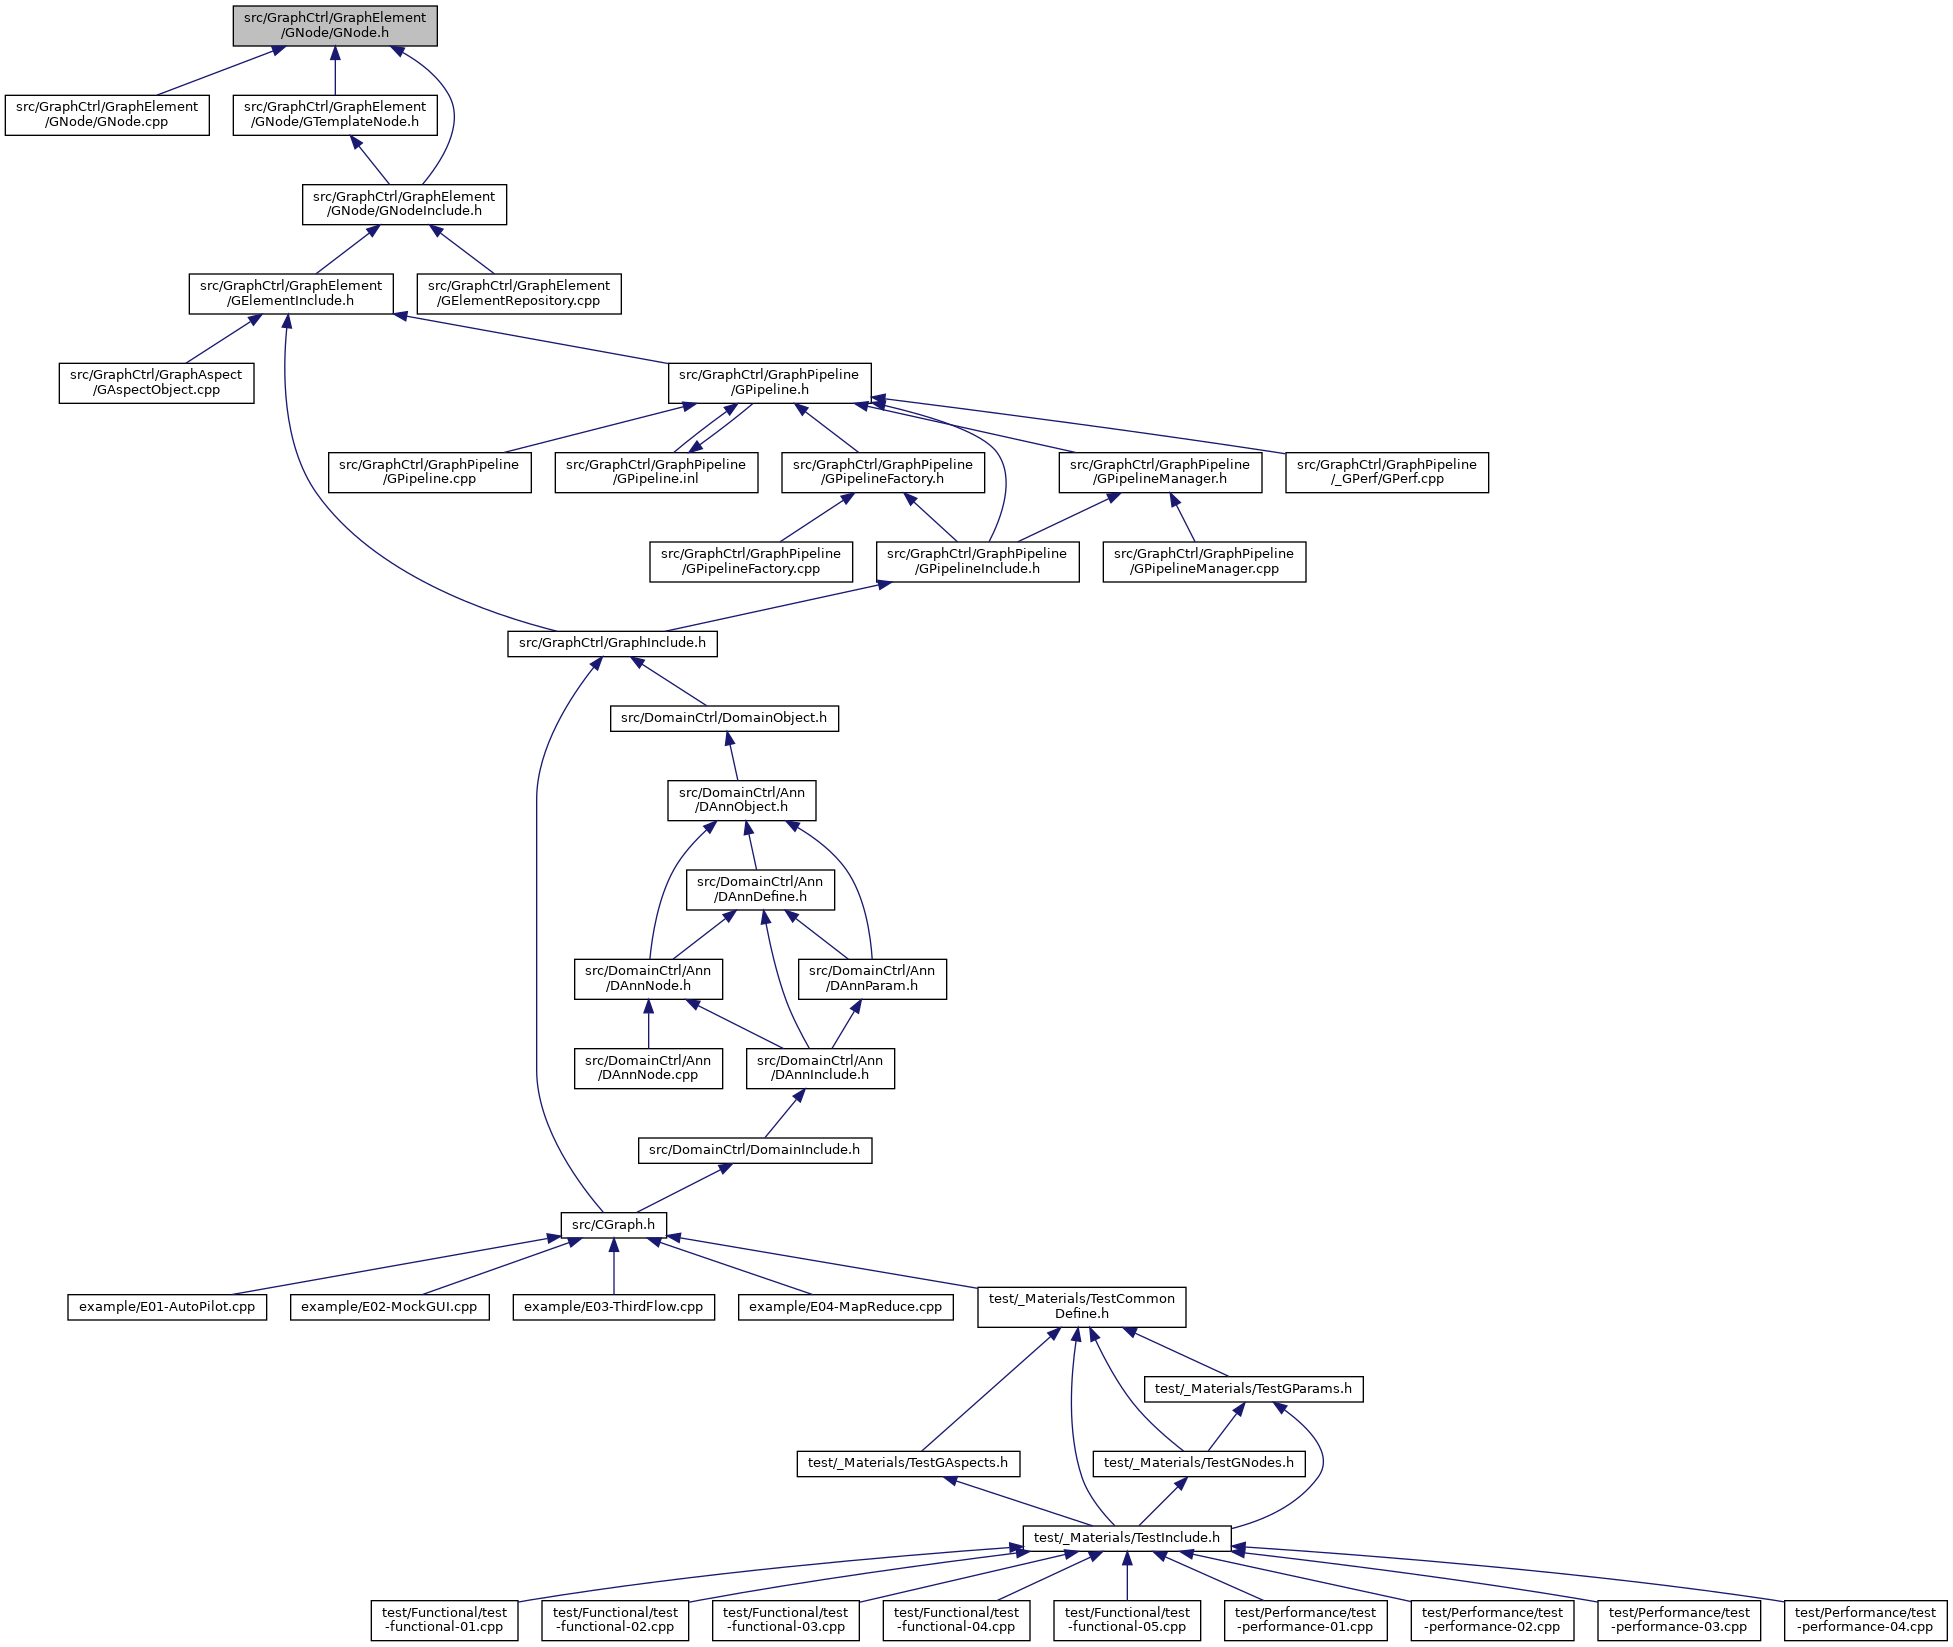 src/GraphCtrl/GraphElement
/GNode/GNode.h
src/GraphCtrl/GraphElement
/GNode/GNode.cpp
src/GraphCtrl/GraphElement
/GNode/GTemplateNode.h
src/GraphCtrl/GraphElement
/GNode/GNodeInclude.h
src/GraphCtrl/GraphElement
/GElementInclude.h
src/GraphCtrl/GraphElement
/GElementRepository.cpp
src/GraphCtrl/GraphAspect
/GAspectObject.cpp
src/GraphCtrl/GraphPipeline
/GPipeline.h
src/GraphCtrl/GraphPipeline
/GPipeline.cpp
src/GraphCtrl/GraphPipeline
/GPipeline.inl
src/GraphCtrl/GraphPipeline
/GPipelineFactory.h
src/GraphCtrl/GraphPipeline
/GPipelineManager.h
src/GraphCtrl/GraphPipeline
/_GPerf/GPerf.cpp
src/GraphCtrl/GraphPipeline
/GPipelineFactory.cpp
src/GraphCtrl/GraphPipeline
/GPipelineInclude.h
src/GraphCtrl/GraphPipeline
/GPipelineManager.cpp
src/GraphCtrl/GraphInclude.h
src/DomainCtrl/DomainObject.h
src/DomainCtrl/Ann
/DAnnObject.h
src/DomainCtrl/Ann
/DAnnDefine.h
src/DomainCtrl/Ann
/DAnnNode.h
src/DomainCtrl/Ann
/DAnnParam.h
src/DomainCtrl/Ann
/DAnnNode.cpp
src/DomainCtrl/Ann
/DAnnInclude.h
src/DomainCtrl/DomainInclude.h
src/CGraph.h
example/E01-AutoPilot.cpp
example/E02-MockGUI.cpp
example/E03-ThirdFlow.cpp
example/E04-MapReduce.cpp
test/_Materials/TestCommon
Define.h
test/_Materials/TestGParams.h
test/_Materials/TestGAspects.h
test/_Materials/TestGNodes.h
test/_Materials/TestInclude.h
test/Functional/test
-functional-01.cpp
test/Functional/test
-functional-02.cpp
test/Functional/test
-functional-03.cpp
test/Functional/test
-functional-04.cpp
test/Functional/test
-functional-05.cpp
test/Performance/test
-performance-01.cpp
test/Performance/test
-performance-02.cpp
test/Performance/test
-performance-03.cpp
test/Performance/test
-performance-04.cpp